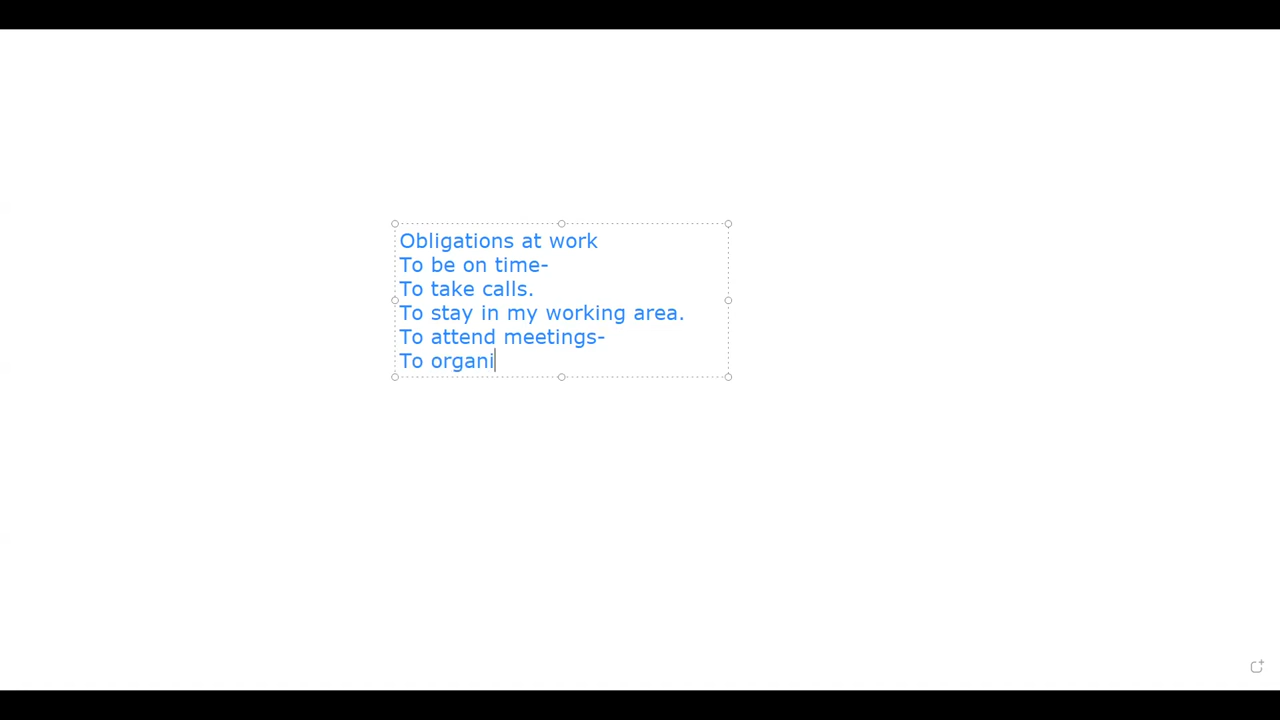 Obligations at work
To be on time-
To take calls.
To stay in my working area.
To attend meetings-
To organi